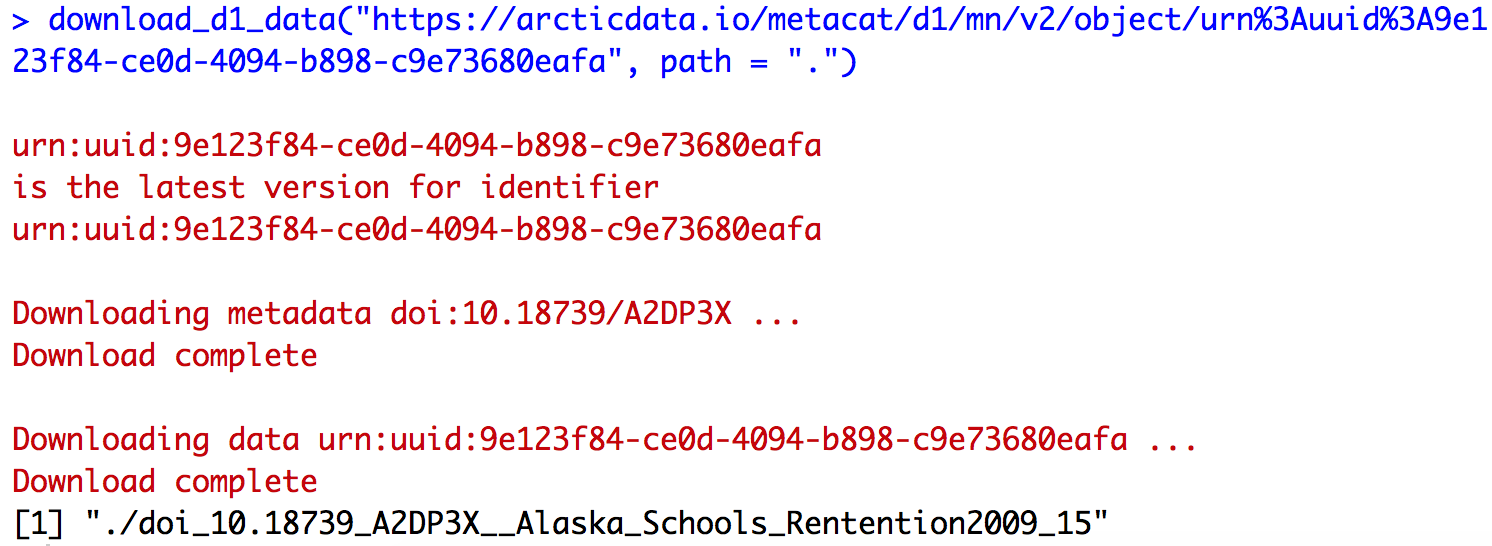 > download_d1_data("https://arcticdata.io/metacat/d1/mn/v2/object/urn%3Auuid%3A9e1
23f84-ce0d-4094-b898-c9e73680eafa", path = ".")
urn:uuid:9e123f84-ce0d-4094-b898-c9e73680eafa
is the latest version for identifier
urn:uuid:9e123f84-ce0d-4094-b898-c9e73680eafa
Downloading metadata doi:10.18739/A2DP3X ...
Download complete
Downloading data urn:uuid:9e123f84-ce0d-4094-b898-c9e73680eafa ...
Download complete
[1] "./doi_10.18739_A2DP3X__Alaska_Schools_Rentention2009_15"